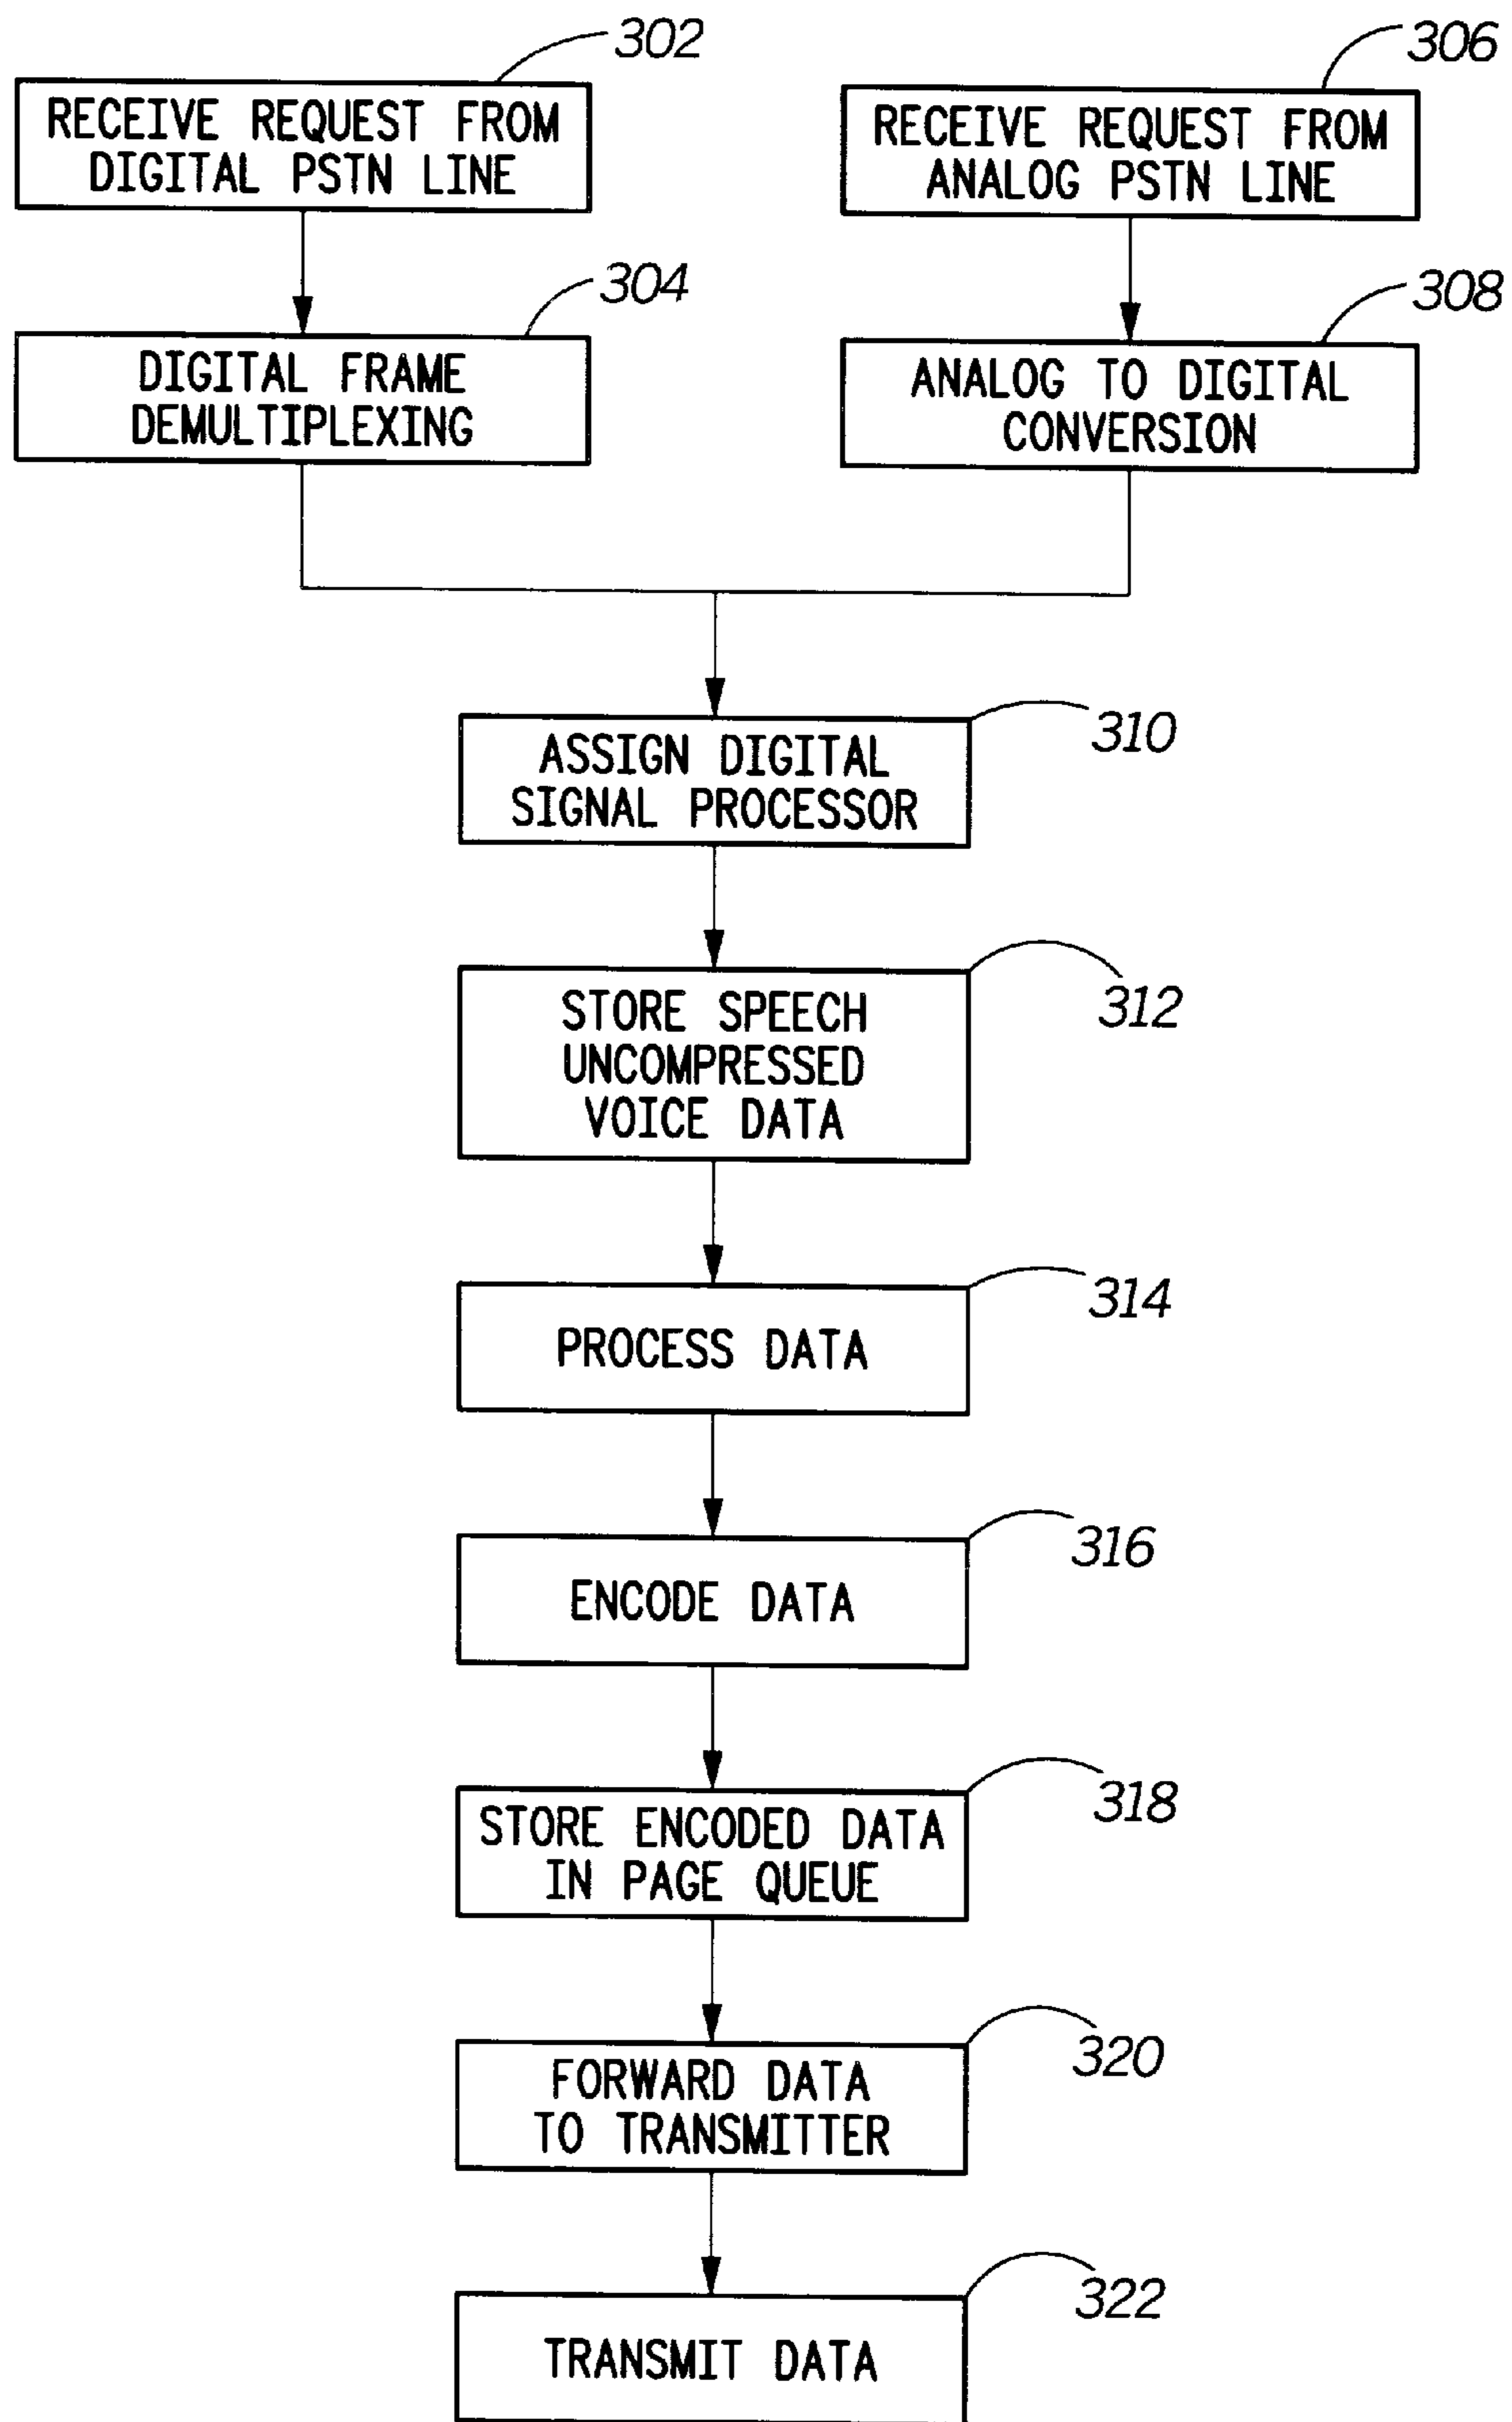 302
RECEIVE REQUEST FROM
DIGITAL PSTN LINE
306
RECEIVE REQUEST FROM
ANALOG PSTN LINE
304
DIGITAL FRAME
DEMULTIPLEXING
308
ANALOG TO DIGITAL
CONVERSION
310
ASSIGN DIGITAL
SIGNAL PROCESSOR
312
STORE SPEECH
UNCOMPRESSED
VOICE DATA
314
PROCESS DATA
316
ENCODE DATA
318
STORE ENCODED DATA
IN PAGE QUEUE
320
FORWARD DATA
TO TRANSMITTER
322
TRANSMIT DATA